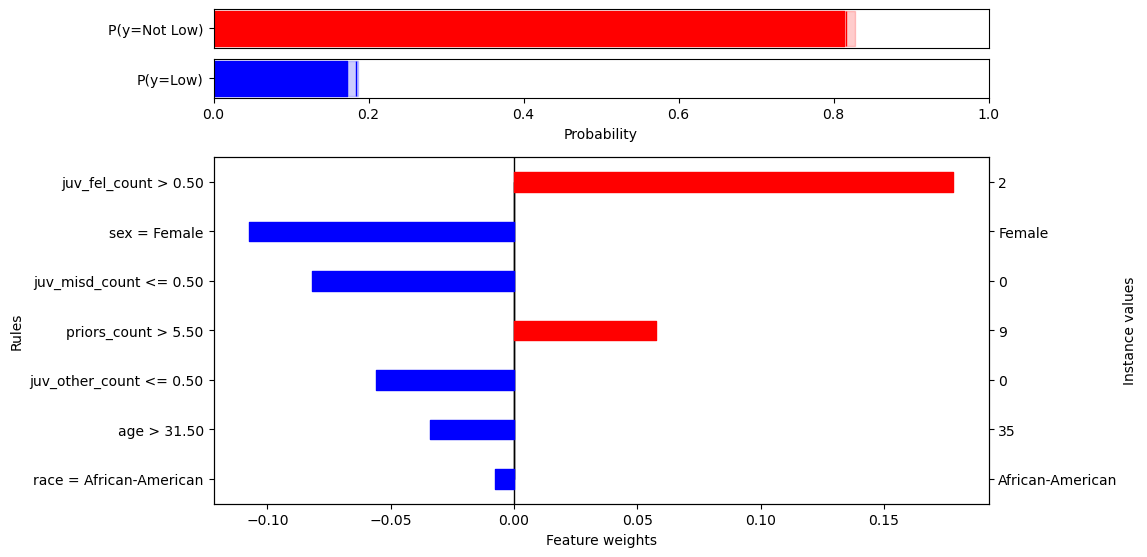 P(y=Not Low)
P(y=Low)
0.0 0.2 0.4 0.6 0.8 1.0
Probability
juv_fel_count > 0.50 2
sex = Female Female
juv_misd_count <= 0.50 0
priors_count > 5.50 9
juv_other_count <= 0.50 0
age > 31.50 35
race = African-American African-American
Rules
Instance values
−0.10 −0.05 0.00 0.05 0.10 0.15
Feature weights